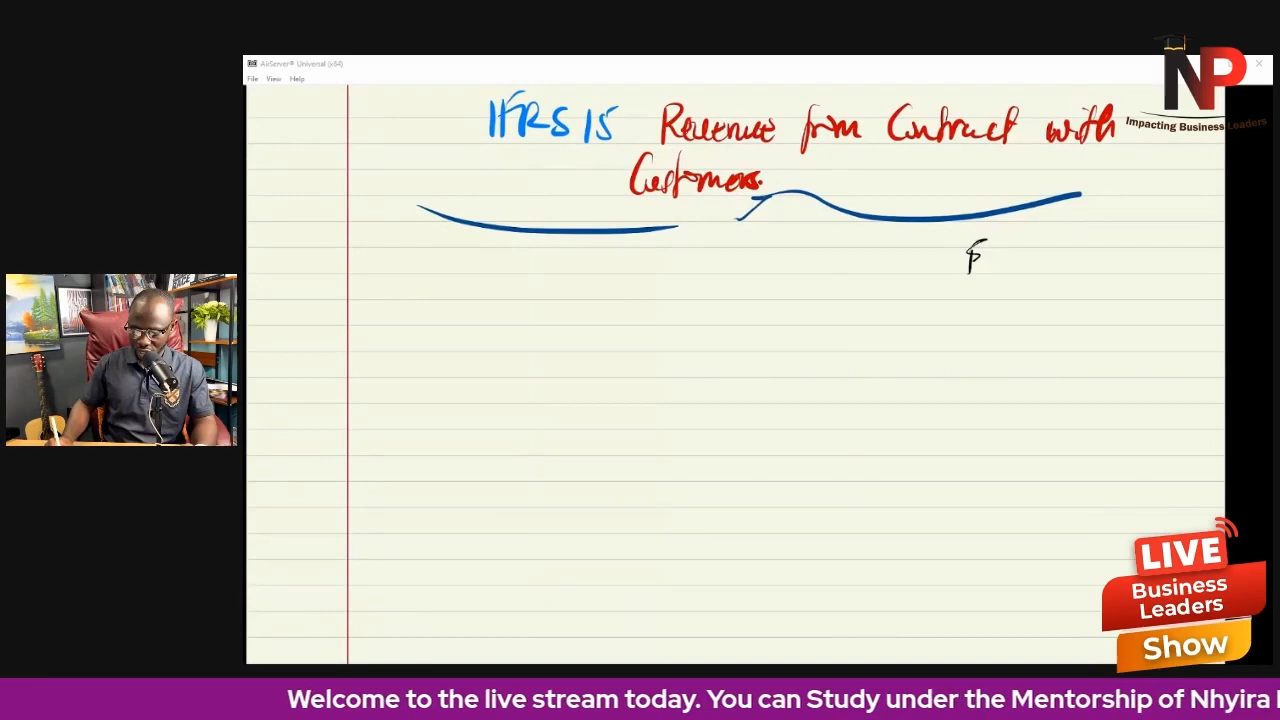 AirServer® Universal (x64)
File View Help
NP
Impacting Business Leaders
IFRS 15 Revenue from Contract with
Customers.
F
LIVE
Business
Leaders
Show
Welcome to the live stream today. You can Study under the Mentorship of Nhyira